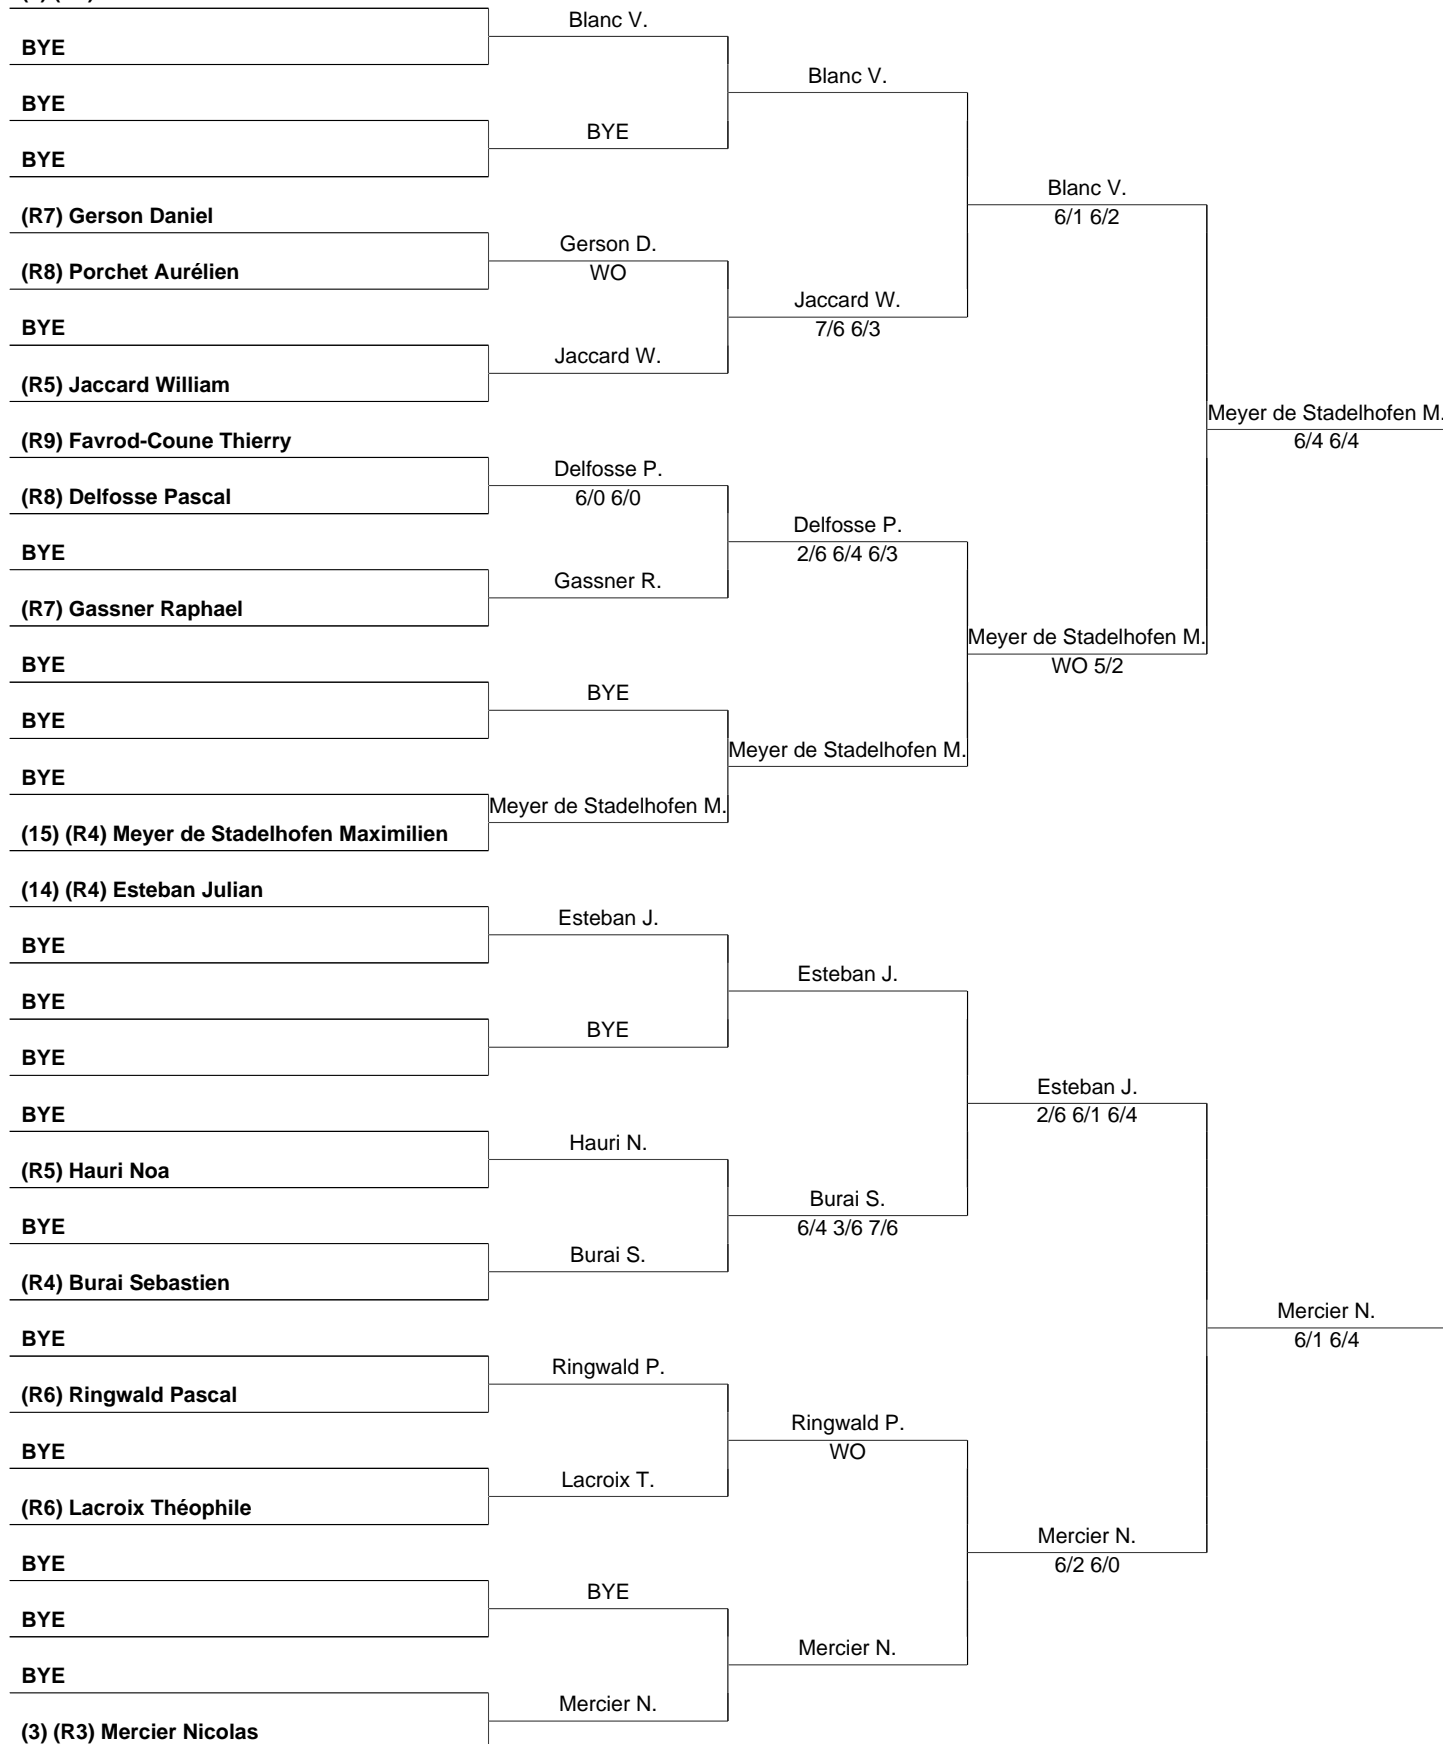 BYE
BYE
BYE
(R7) Gerson Daniel
(R8) Porchet Aurélien
BYE
(R5) Jaccard William
(R9) Favrod-Coune Thierry
(R8) Delfosse Pascal
BYE
(R7) Gassner Raphael
BYE
BYE
BYE
(15) (R4) Meyer de Stadelhofen Maximilien
(14) (R4) Esteban Julian
BYE
BYE
BYE
BYE
(R5) Hauri Noa
BYE
(R4) Burai Sebastien
BYE
(R6) Ringwald Pascal
BYE
(R6) Lacroix Théophile
BYE
BYE
BYE
(3) (R3) Mercier Nicolas
Blanc V.
BYE
Gerson D.
WO
Jaccard W.
Delfosse P.
6/0 6/0
Gassner R.
BYE
Meyer de Stadelhofen M.
Esteban J.
BYE
Hauri N.
Burai S.
Ringwald P.
Lacroix T.
BYE
Mercier N.
Blanc V.
Jaccard W.
7/6 6/3
Delfosse P.
2/6 6/4 6/3
Meyer de Stadelhofen M.
Esteban J.
Burai S.
6/4 3/6 7/6
Ringwald P.
WO
Mercier N.
Blanc V.
6/1 6/2
Meyer de Stadelhofen M.
WO 5/2
Esteban J.
2/6 6/1 6/4
Mercier N.
6/2 6/0
Meyer de Stadelhofen M.
6/4 6/4
Mercier N.
6/1 6/4